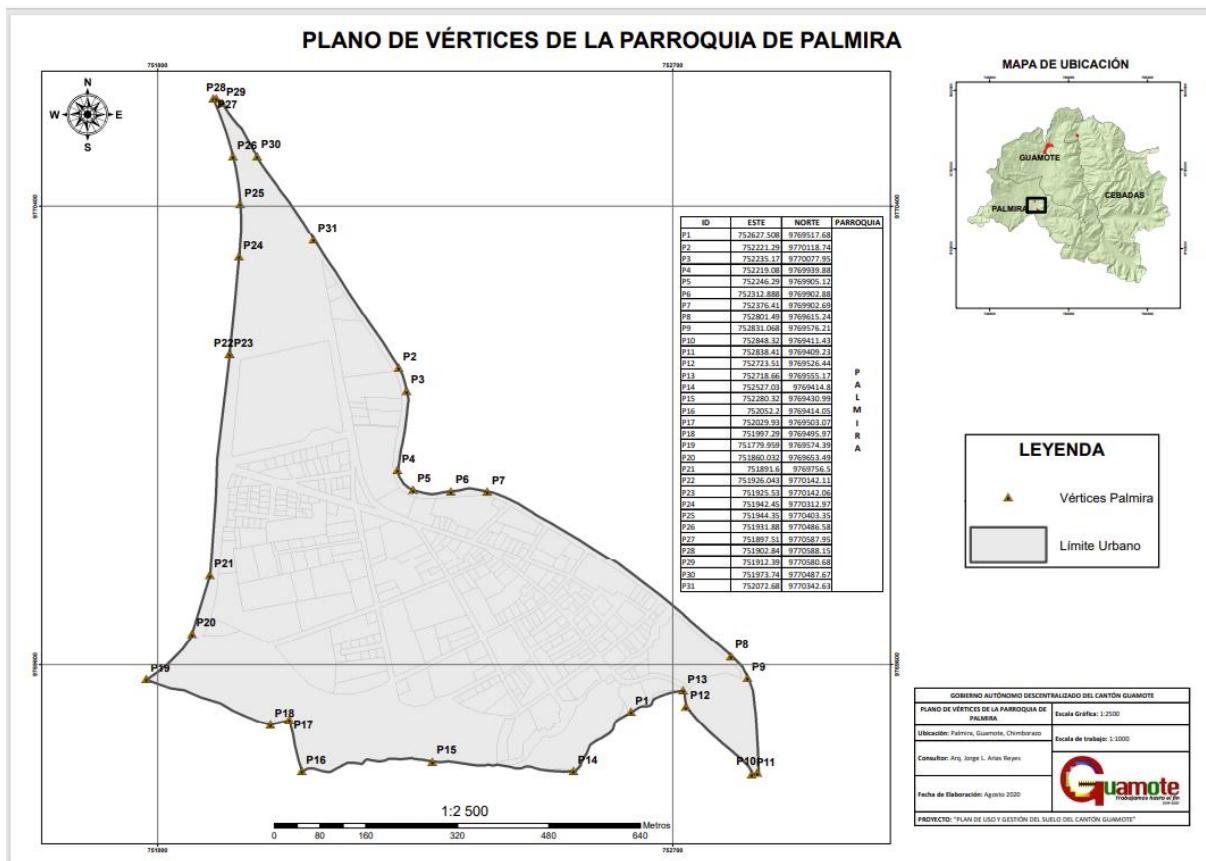 PLANO DE VÉRTICES DE LA PARROQUIA DE PALMIRA
751800
752700
N
W
E
S
P28
P29
P27
P26
P30
P25
9770400
9770400
P31
P24
P22
P23
P2
P3
P4
P5
P6
P7
P21
P20
P8
9769600
9769600
P19
P9
P13
P12
P1
P18
P17
P16
P15
P14
P10
P11
1:2 500
Metros
0 80 160 320 480 640
751800
752700
ID ESTE NORTE PARROQUIA
P1 752627.508 9769517.68
P2 752221.29 9770118.74
P3 752235.17 9770077.95
P4 752219.08 9769939.88
P5 752246.29 9769905.12
P6 752312.888 9769902.88
P7 752376.41 9769902.69
P8 752801.49 9769615.24
P9 752831.068 9769576.21
P10 752848.32 9769411.43
P11 752838.41 9769409.23
P12 752723.51 9769526.44
P13 752718.66 9769555.17
P14 752527.03 9769414.8
P15 752280.32 9769430.99
P16 752052.2 9769414.05
P17 752029.93 9769503.07
P18 751997.29 9769495.97
P19 751779.959 9769574.39
P20 751860.032 9769653.49
P21 751891.6 9769756.5
P22 751926.043 9770142.11
P23 751925.53 9770142.06
P24 751942.45 9770312.97
P25 751944.35 9770403.35
P26 751931.88 9770486.58
P27 751897.51 9770587.95
P28 751902.84 9770588.15
P29 751912.39 9770580.68
P30 751973.74 9770487.67
P31 752072.68 9770342.63
P
A
L
M
I
R
A
MAPA DE UBICACIÓN
GUAMOTE
CEBADAS
PALMIRA
LEYENDA
Vértices Palmira
Límite Urbano
GOBIERNO AUTÓNOMO DESCENTRALIZADO DEL CANTÓN GUAMOTE
PLANO DE VÉRTICES DE LA PARROQUIA DE
PALMIRA
Escala Gráfica: 1:2500
Ubicación: Palmira, Guamote, Chimborazo
Escala de trabajo: 1:1000
Consultor: Arq. Jorge L. Arias Reyes
Guamote
trabajamos hasta el fin
Fecha de Elaboración: Agosto 2020
PROYECTO: "PLAN DE USO Y GESTIÓN DEL SUELO DEL CANTÓN GUAMOTE"